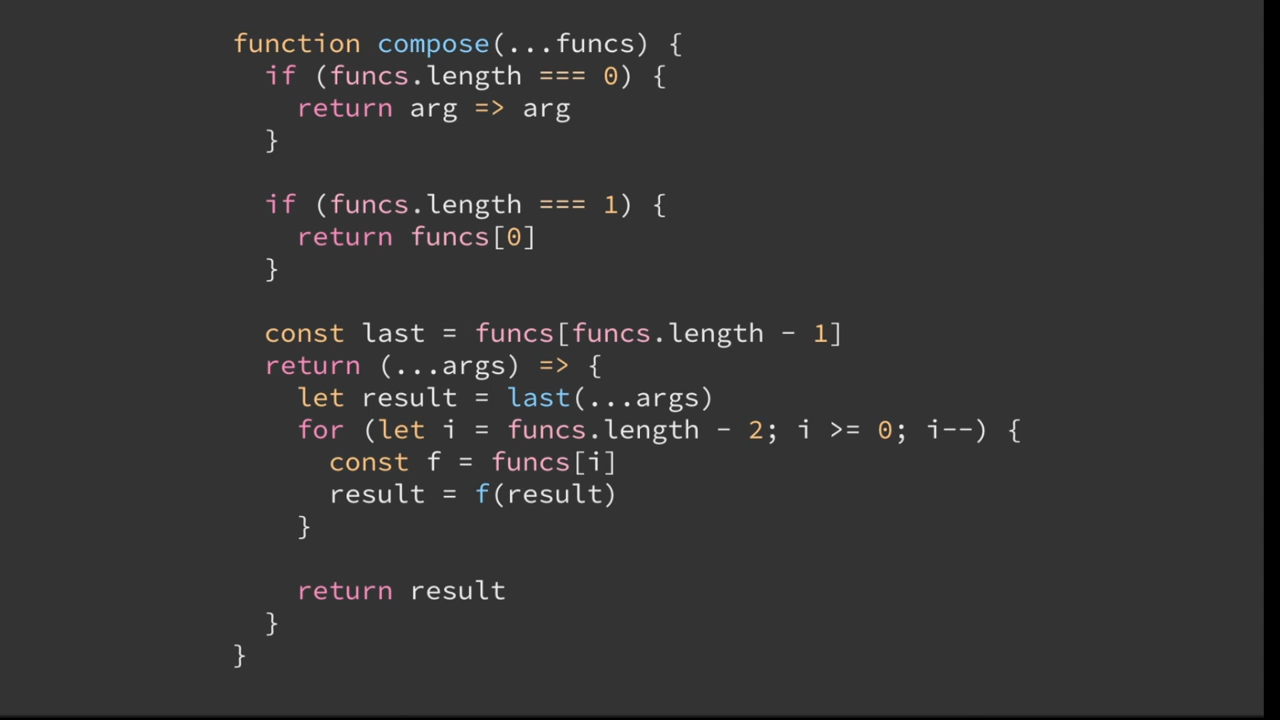 function compose(...funcs) {
  if (funcs.length === 0) {
    return arg => arg
  }

  if (funcs.length === 1) {
    return funcs[0]
  }

  const last = funcs[funcs.length - 1]
  return (...args) => {
    let result = last(...args)
    for (let i = funcs.length - 2; i >= 0; i--) {
      const f = funcs[i]
      result = f(result)
    }

    return result
  }
}